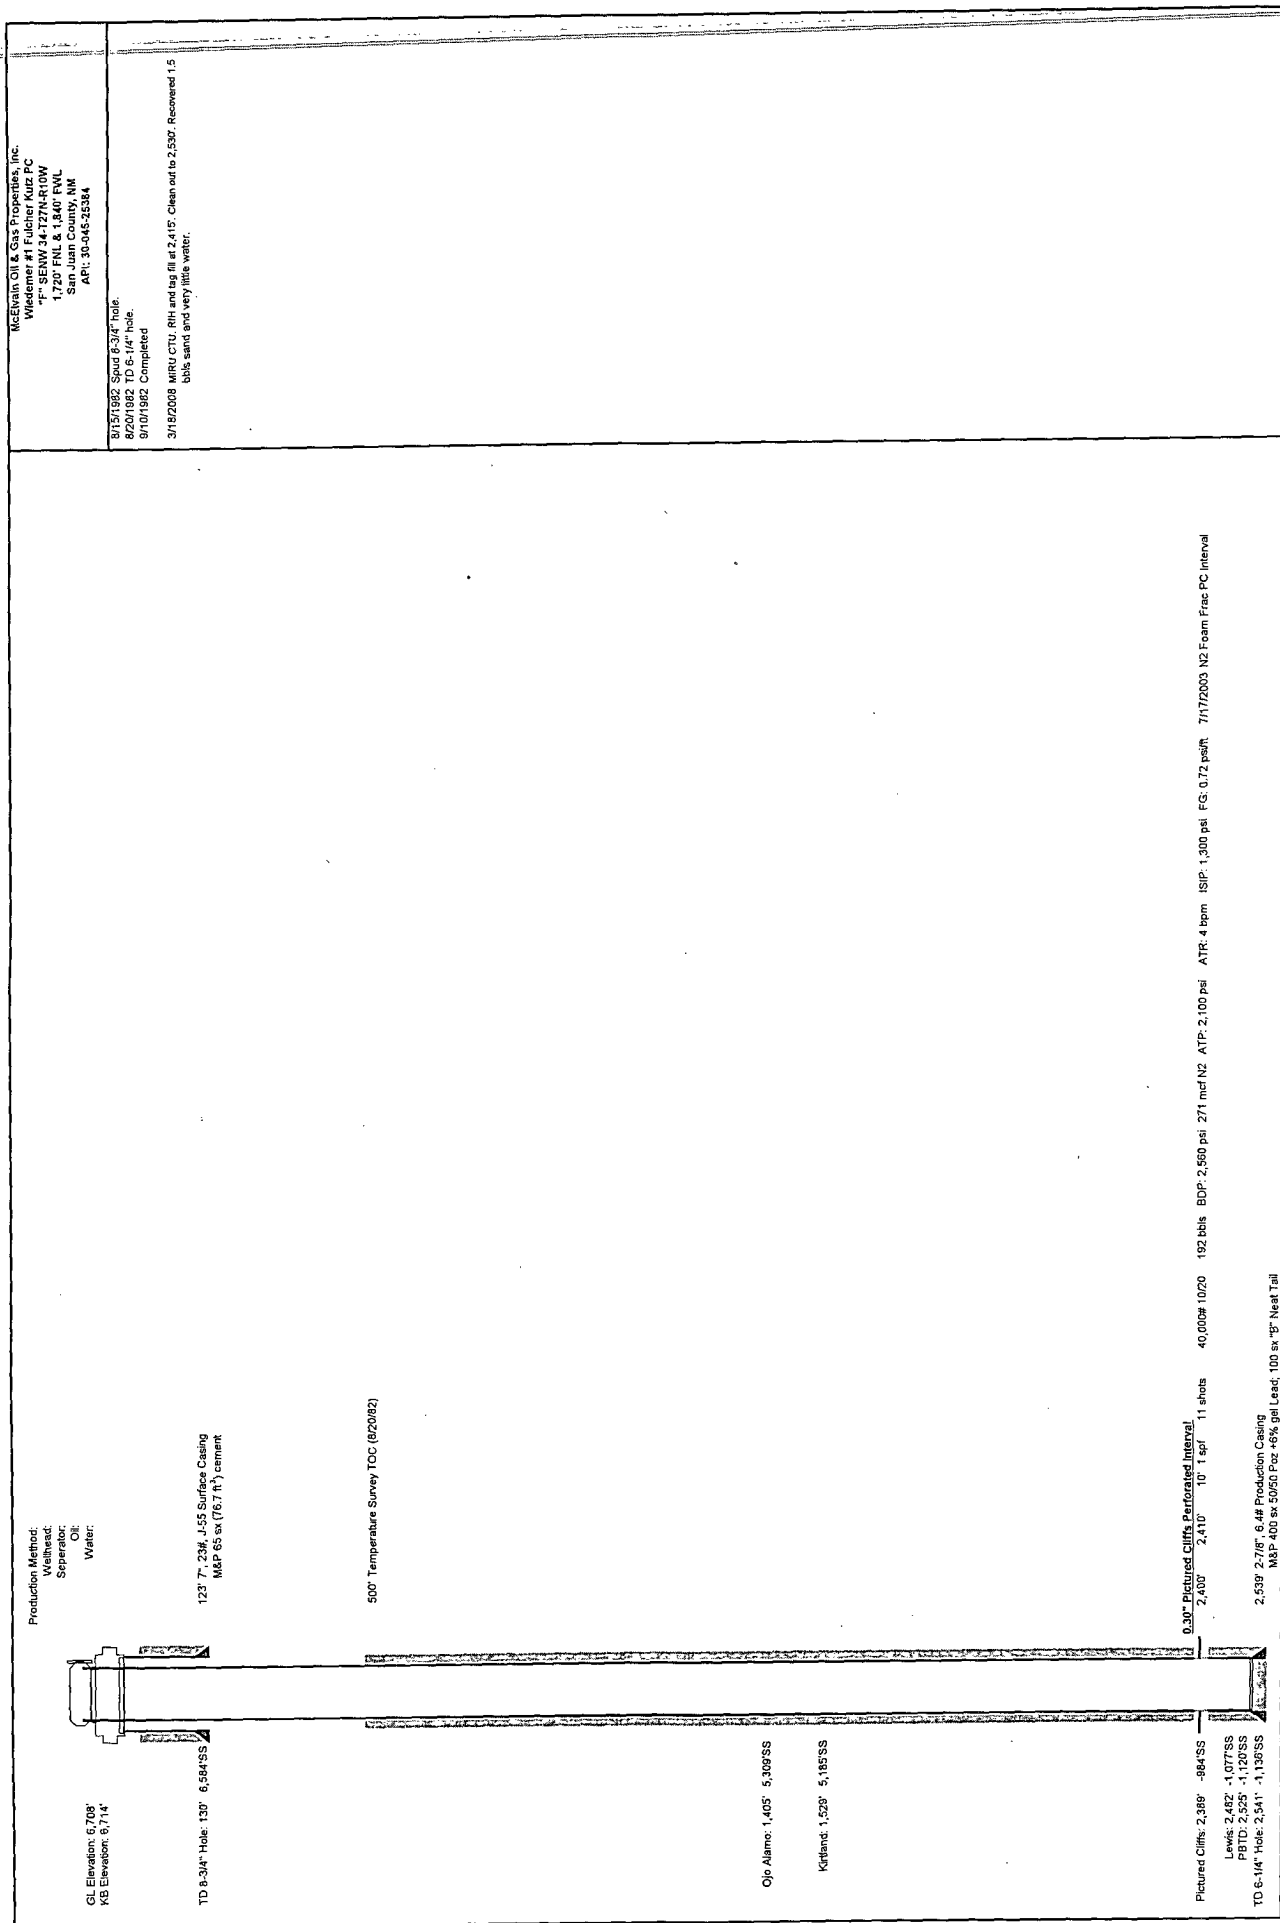 McElvain Oil & Gas Properties, Inc.
Wiedemer #1 Fulcher Kutz PC
"F" SENW 34-T27N-R10W
1,720' FNL & 1,840' FWL
San Juan County, NM
API: 30-045-25384
8/15/1982 Spud 8-3/4" hole.
8/20/1982 TD 6-1/4" hole.
9/10/1982 Completed
3/18/2008 MIRU CTU. RIH and tag fill at 2,415'. Clean out to 2,530'. Recovered 1.5
bbls sand and very little water.
Production Method:
Wellhead:
Seperator:
Oil:
Water:
GL Elevation: 6,708'
KB Elevation: 6,714'
TD 8-3/4" Hole: 130' 6,584'SS
123' 7", 23#, J-55 Surface Casing
M&P 65 sx (76.7 ft³) cement
500' Temperature Survey TOC (8/20/82)
Ojo Alamo: 1,405' 5,309'SS
Kirtland: 1,529' 5,185'SS
0.30" Pictured Cliffs Perforated Interval
Pictured Cliffs: 2,389' -984'SS
2,400' 2,410' 10' 1 spf 11 shots 40,000# 10/20 192 bbls BDP: 2,560 psi 271 mcf N2 ATP: 2,100 psi ATR: 4 bpm ISIP: 1,300 psi FG: 0.72 psi/ft 7/17/2003 N2 Foam Frac PC Interval
Lewis: 2,482' -1,077'SS
PBTD: 2,525' -1,120'SS
TD 6-1/4" Hole: 2,541' -1,136'SS
2,539' 2-7/8", 6.4# Production Casing
M&P 400 sx 50/50 Poz +6% gel Lead; 100 sx "B" Neat Tail